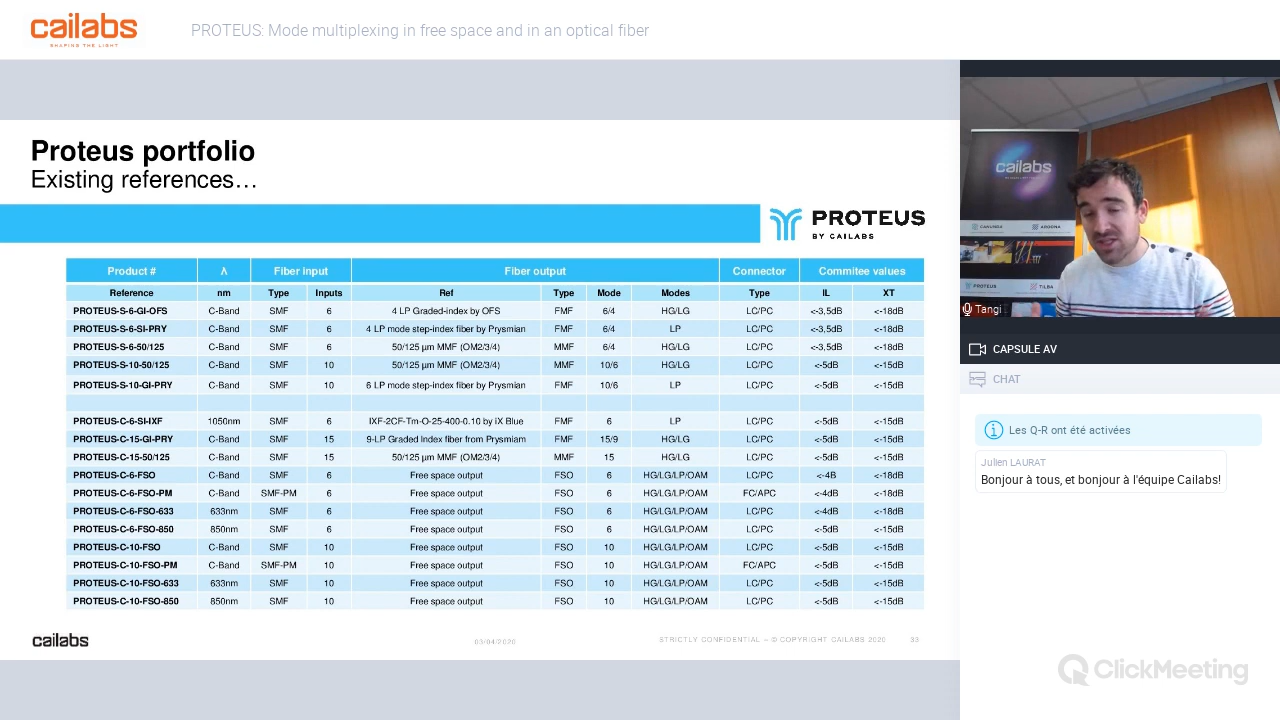 cailabs
SHAPING THE LIGHT
PROTEUS: Mode multiplexing in free space and in an optical fiber
Proteus portfolio
Existing references…
PROTEUS
BY CAILABS
Product # Λ Fiber input Fiber output Connector Commitee values
Reference nm Type Inputs Ref Type Mode Modes Type IL XT
PROTEUS-S-6-GI-OFS C-Band SMF 6 4 LP Graded-index by OFS FMF 6/4 HG/LG LC/PC <-3,5dB <-18dB
PROTEUS-S-6-SI-PRY C-Band SMF 6 4 LP mode step-index fiber by Prysmian FMF 6/4 LP LC/PC <-3,5dB <-18dB
PROTEUS-S-6-50/125 C-Band SMF 6 50/125 µm MMF (OM2/3/4) MMF 6/4 HG/LG LC/PC <-3,5dB <-18dB
PROTEUS-S-10-50/125 C-Band SMF 10 50/125 µm MMF (OM2/3/4) MMF 10/6 HG/LG LC/PC <-5dB <-15dB
PROTEUS-S-10-GI-PRY C-Band SMF 10 6 LP mode step-index fiber by Prysmian FMF 10/6 LP LC/PC <-5dB <-15dB
PROTEUS-C-6-SI-IXF 1050nm SMF 6 IXF-2CF-Tm-O-25-400-0.10 by iX Blue FMF 6 LP LC/PC <-5dB <-15dB
PROTEUS-C-15-GI-PRY C-Band SMF 15 9-LP Graded Index fiber from Prysmiam FMF 15/9 HG/LG LC/PC <-5dB <-15dB
PROTEUS-C-15-50/125 C-Band SMF 15 50/125 µm MMF (OM2/3/4) MMF 15 HG/LG LC/PC <-5dB <-15dB
PROTEUS-C-6-FSO C-Band SMF 6 Free space output FSO 6 HG/LG/LP/OAM LC/PC <-4B <-18dB
PROTEUS-C-6-FSO-PM C-Band SMF-PM 6 Free space output FSO 6 HG/LG/LP/OAM FC/APC <-4dB <-18dB
PROTEUS-C-6-FSO-633 633nm SMF 6 Free space output FSO 6 HG/LG/LP/OAM LC/PC <-4dB <-18dB
PROTEUS-C-6-FSO-850 850nm SMF 6 Free space output FSO 6 HG/LG/LP/OAM LC/PC <-5dB <-15dB
PROTEUS-C-10-FSO C-Band SMF 10 Free space output FSO 10 HG/LG/LP/OAM LC/PC <-5dB <-15dB
PROTEUS-C-10-FSO-PM C-Band SMF-PM 10 Free space output FSO 10 HG/LG/LP/OAM FC/APC <-5dB <-15dB
PROTEUS-C-10-FSO-633 633nm SMF 10 Free space output FSO 10 HG/LG/LP/OAM LC/PC <-5dB <-15dB
PROTEUS-C-10-FSO-850 850nm SMF 10 Free space output FSO 10 HG/LG/LP/OAM LC/PC <-5dB <-15dB
cailabs
03/04/2020
STRICTLY CONFIDENTIAL – © COPYRIGHT CAILABS 2020 33
cailabs
CANUNDA
ARDONA
PROTEUS
TILBA
Tangi
CAPSULE AV
CHAT
Les Q-R ont été activées
Julien LAURAT
Bonjour à tous, et bonjour à l'équipe Cailabs!
ClickMeeting